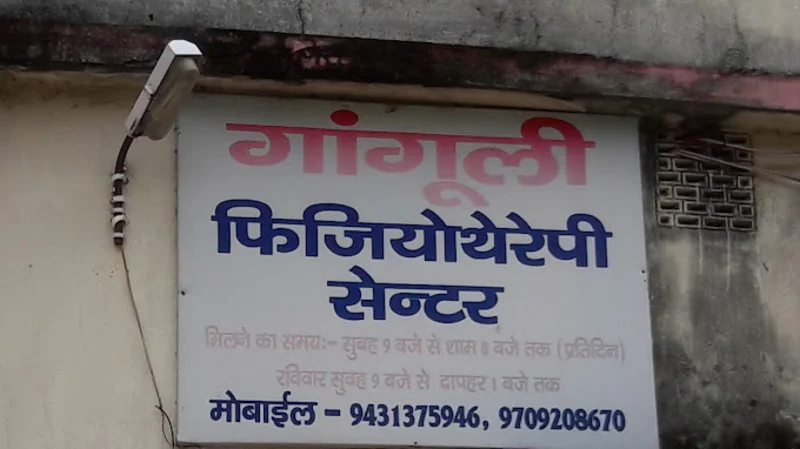 गांगूली
फिजियोथेरेपी
सेन्टर
मिलने का समयः- सुबह 9 बजे से शाम 8 बजे तक (प्रतिदिन)
रविवार सुबह 9 बजे से दापहर 1 बजे तक
मोबाईल - 9431375946, 9709208670